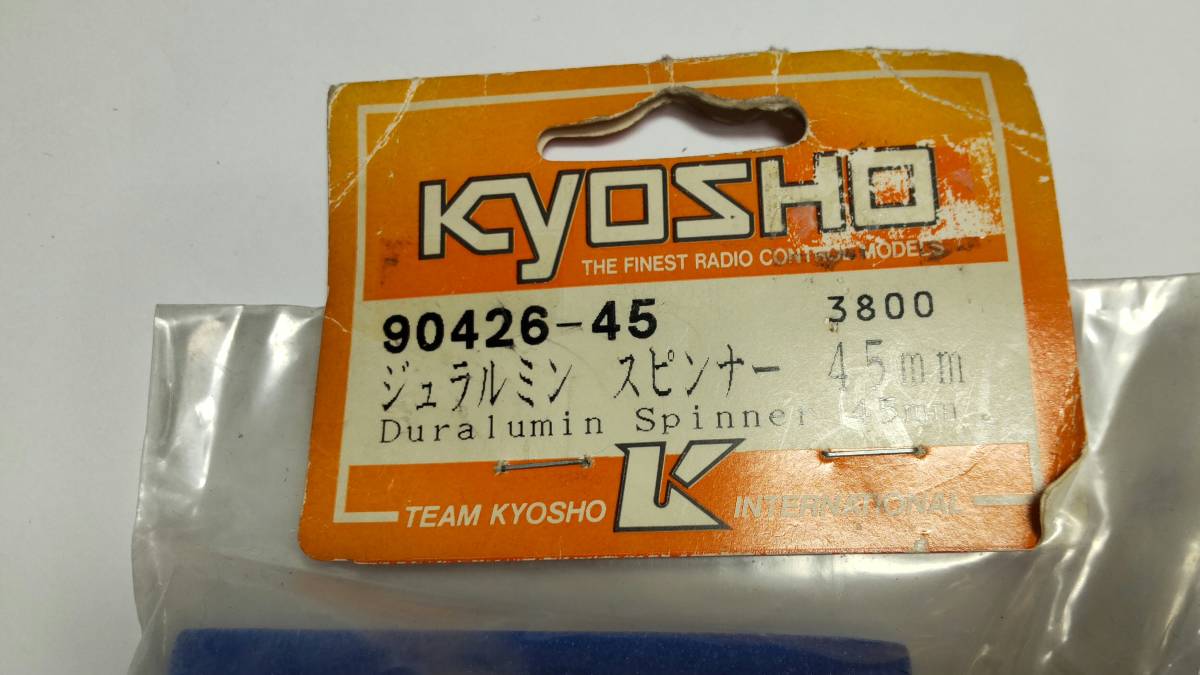 KYOSHO
THE FINEST RADIO CONTROL MODELS
90426-45 3800
ジュラルミン スピンナー 45mm
Duralumin Spinner 45mm
TEAM KYOSHO K INTERNATIONAL